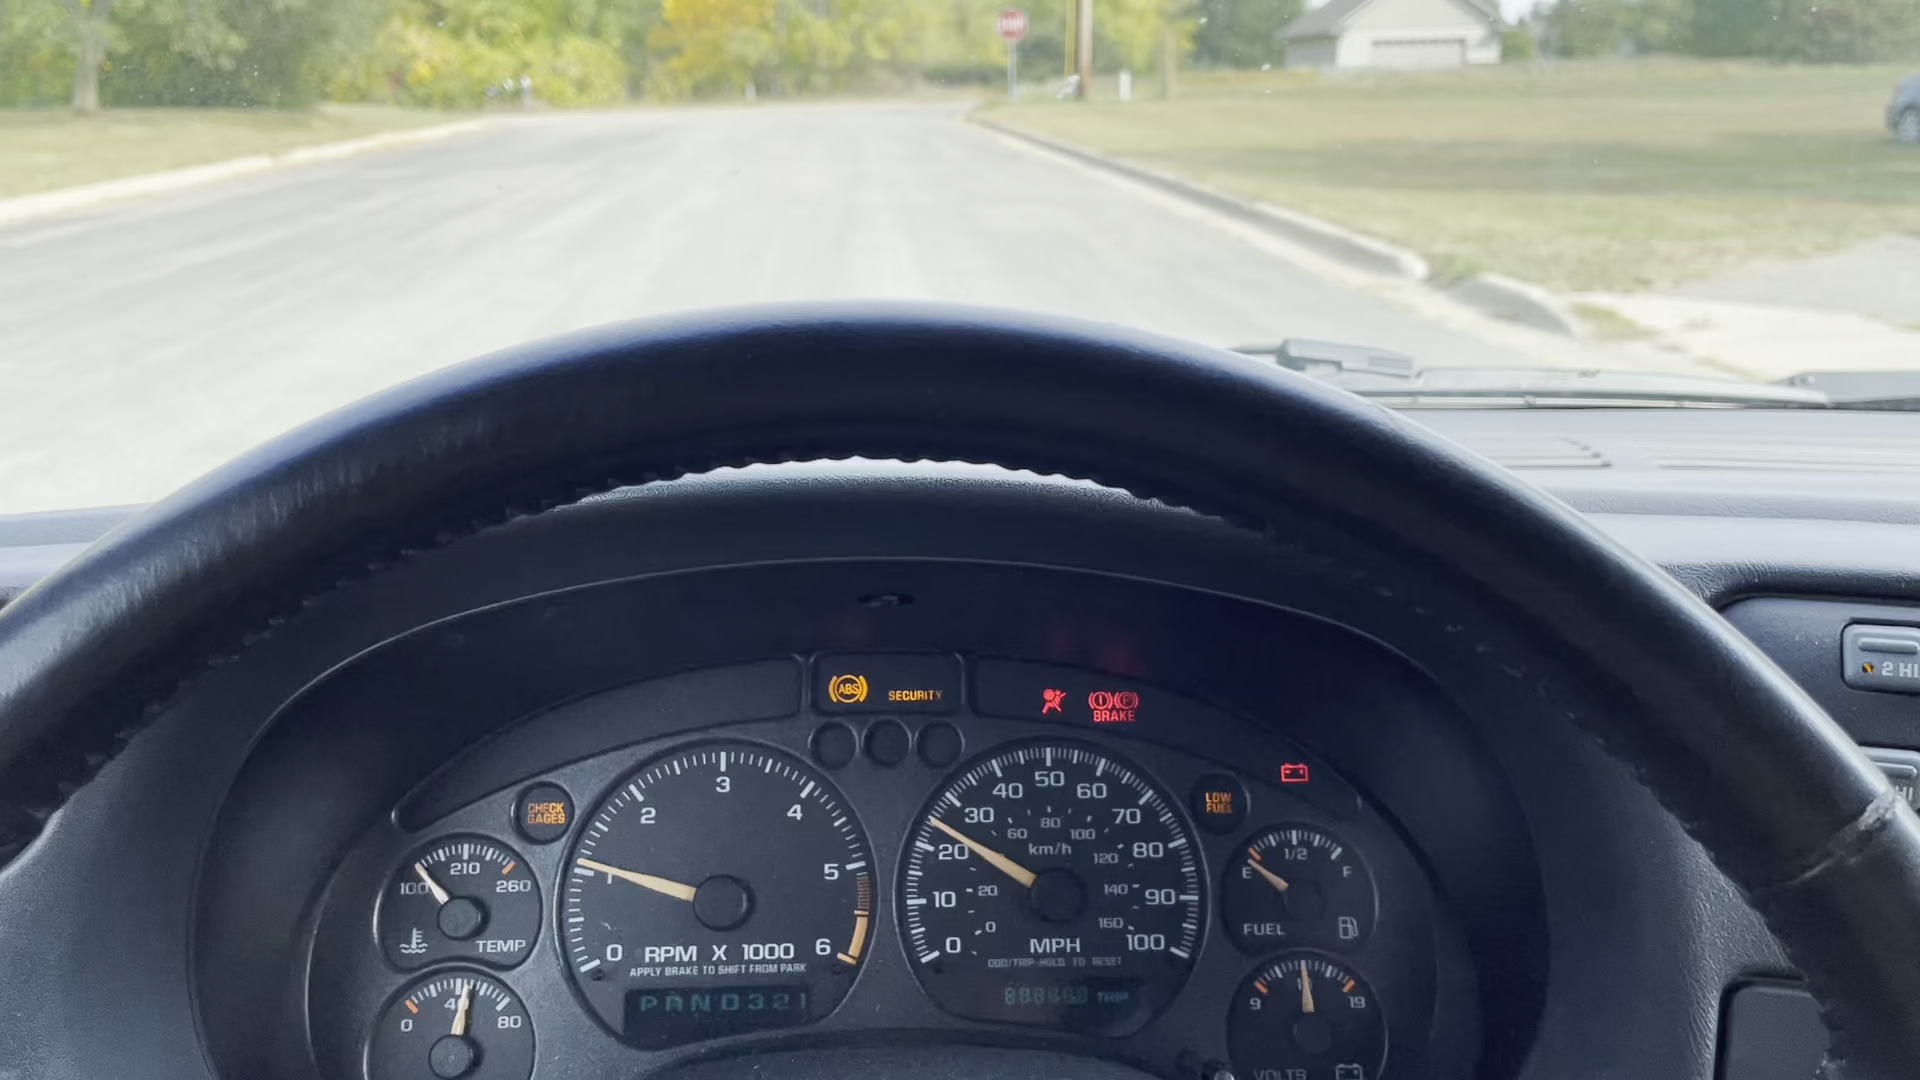 ABS
SECURITY
BRAKE
2 HI
CHECK
GAGES
LOW
FUEL
100 210 260
TEMP
0 1 2 3 4 5 6
RPM X 1000
APPLY BRAKE TO SHIFT FROM PARK
PRND321
0 10 20 30 40 50 60 70 80 90 100
0 20 60 80 100 120 140 160
km/h
MPH
ODO/TRIP-HOLD TO RESET
TRIP
E 1/2 F
FUEL
0 80
9 19
VOLTS